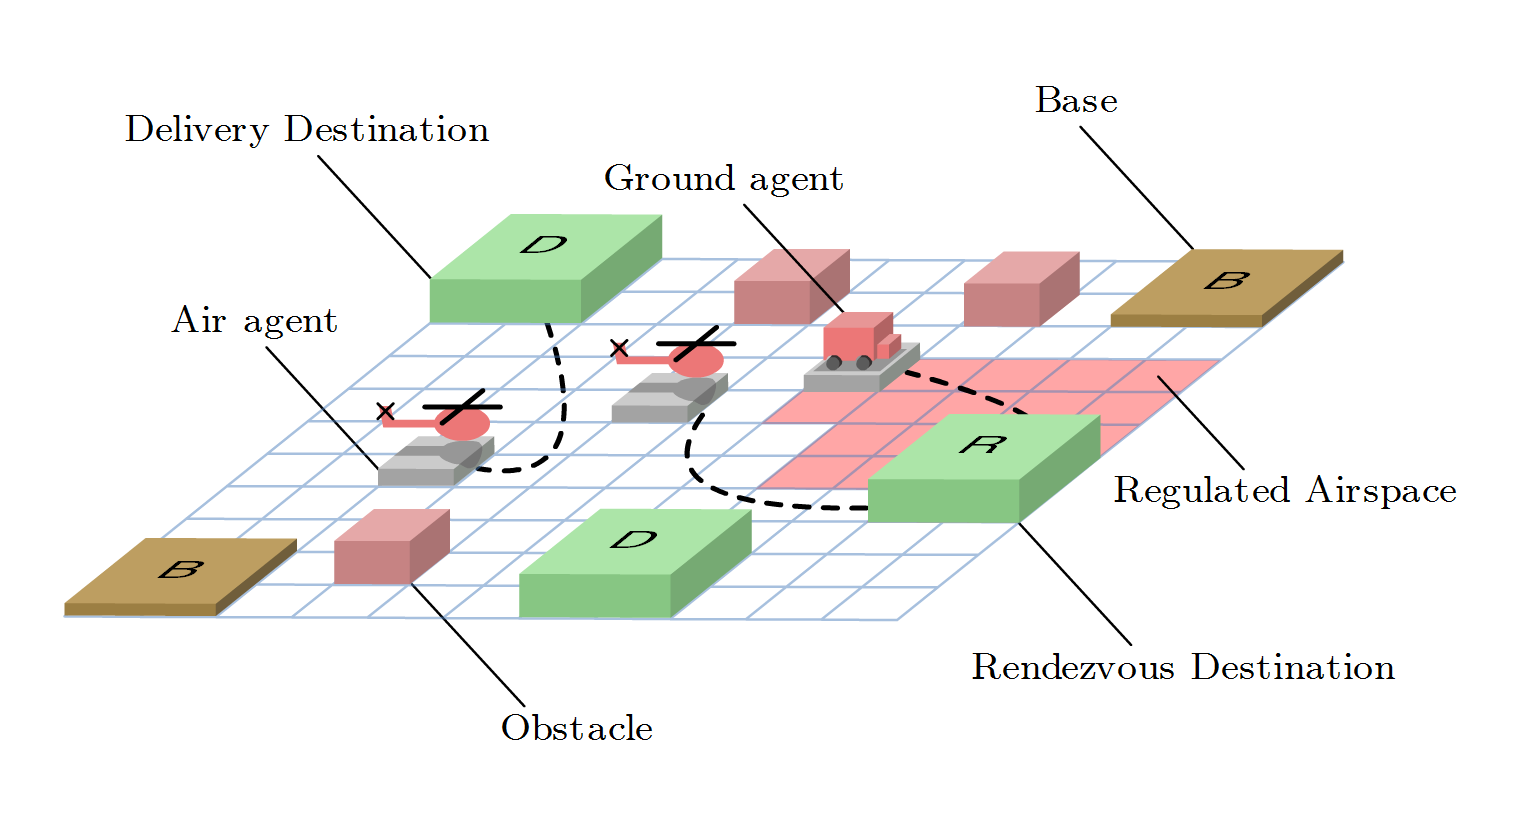 Base
Delivery Destination
Ground agent
D
B
Air agent
R
Regulated Airspace
D
B
Rendezvous Destination
Obstacle